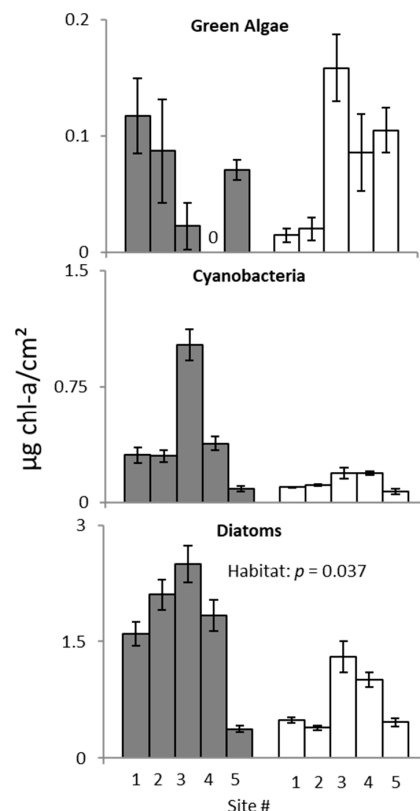 Green Algae
0.2
0.1
0
0
Cyanobacteria
1.5
0.75
0
µg chl-a/cm²
Diatoms
Habitat: p = 0.037
3
1.5
0
1 2 3 4 5 1 2 3 4 5
Site #